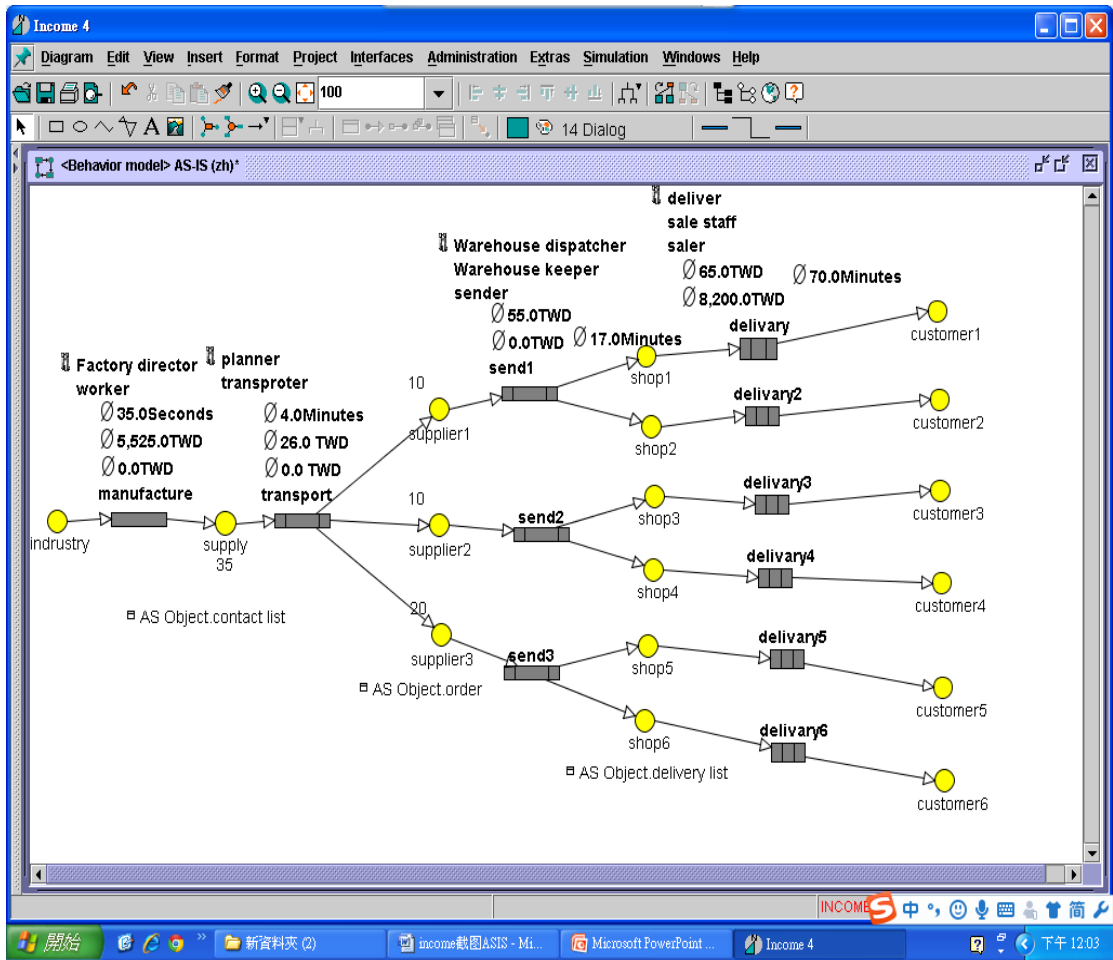 Income 4
Diagram Edit View Insert Format Project Interfaces Administration Extras Simulation Windows Help
100
A
14 Dialog
<Behavior model> AS-IS (zh)*
deliver
sale staff
saler
Ø 65.0TWD
Ø 70.0Minutes
Ø 8,200.0TWD
delivary
customer1
Warehouse dispatcher
Warehouse keeper
sender
Ø 55.0TWD
Ø 0.0TWD
Ø 17.0Minutes
send1
shop1
Factory director
worker
Ø 35.0Seconds
Ø 5,525.0TWD
Ø 0.0TWD
manufacture
planner
transproter
Ø 4.0Minutes
Ø 26.0 TWD
Ø 0.0 TWD
transport
10
supplier1
delivary2
shop2
customer2
indrustry
supply
35
10
supplier2
send2
shop3
delivary3
customer3
shop4
delivary4
customer4
AS Object.contact list
20
supplier3
send3
AS Object.order
shop5
delivary5
customer5
shop6
delivary6
AS Object.delivery list
customer6
INCOME
S 中 简
開始
新資料夾 (2)
income截图ASIS - Mi...
Microsoft PowerPoint ...
Income 4
下午 12:03